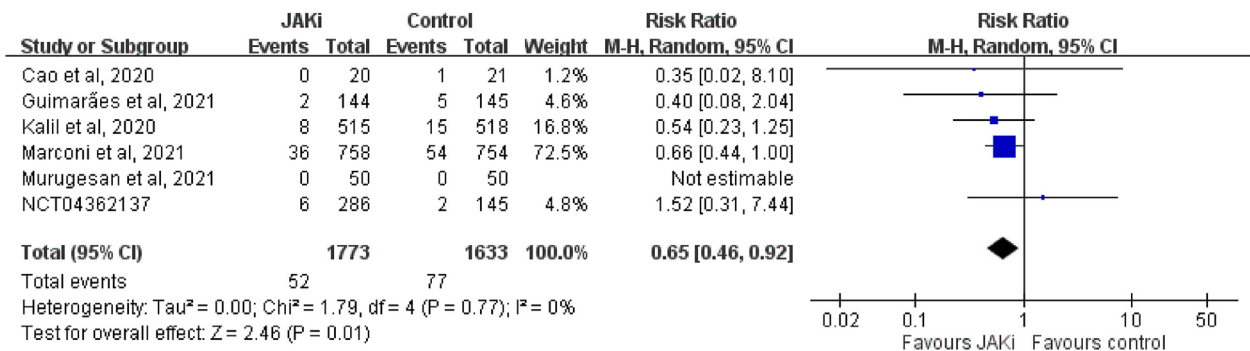 JAKi Control Risk Ratio Risk Ratio
Study or Subgroup Events Total Events Total Weight M-H, Random, 95% CI M-H, Random, 95% CI
Cao et al, 2020 0 20 1 21 1.2% 0.35 [0.02, 8.10]
Guimarães et al, 2021 2 144 5 145 4.6% 0.40 [0.08, 2.04]
Kalil et al, 2020 8 515 15 518 16.8% 0.54 [0.23, 1.25]
Marconi et al, 2021 36 758 54 754 72.5% 0.66 [0.44, 1.00]
Murugesan et al, 2021 0 50 0 50 Not estimable
NCT04362137 6 286 2 145 4.8% 1.52 [0.31, 7.44]
Total (95% CI) 1773 1633 100.0% 0.65 [0.46, 0.92]
Total events 52 77
Heterogeneity: Tau² = 0.00; Chi² = 1.79, df = 4 (P = 0.77); I² = 0%
Test for overall effect: Z = 2.46 (P = 0.01)
0.02 0.1 1 10 50
Favours JAKi Favours control